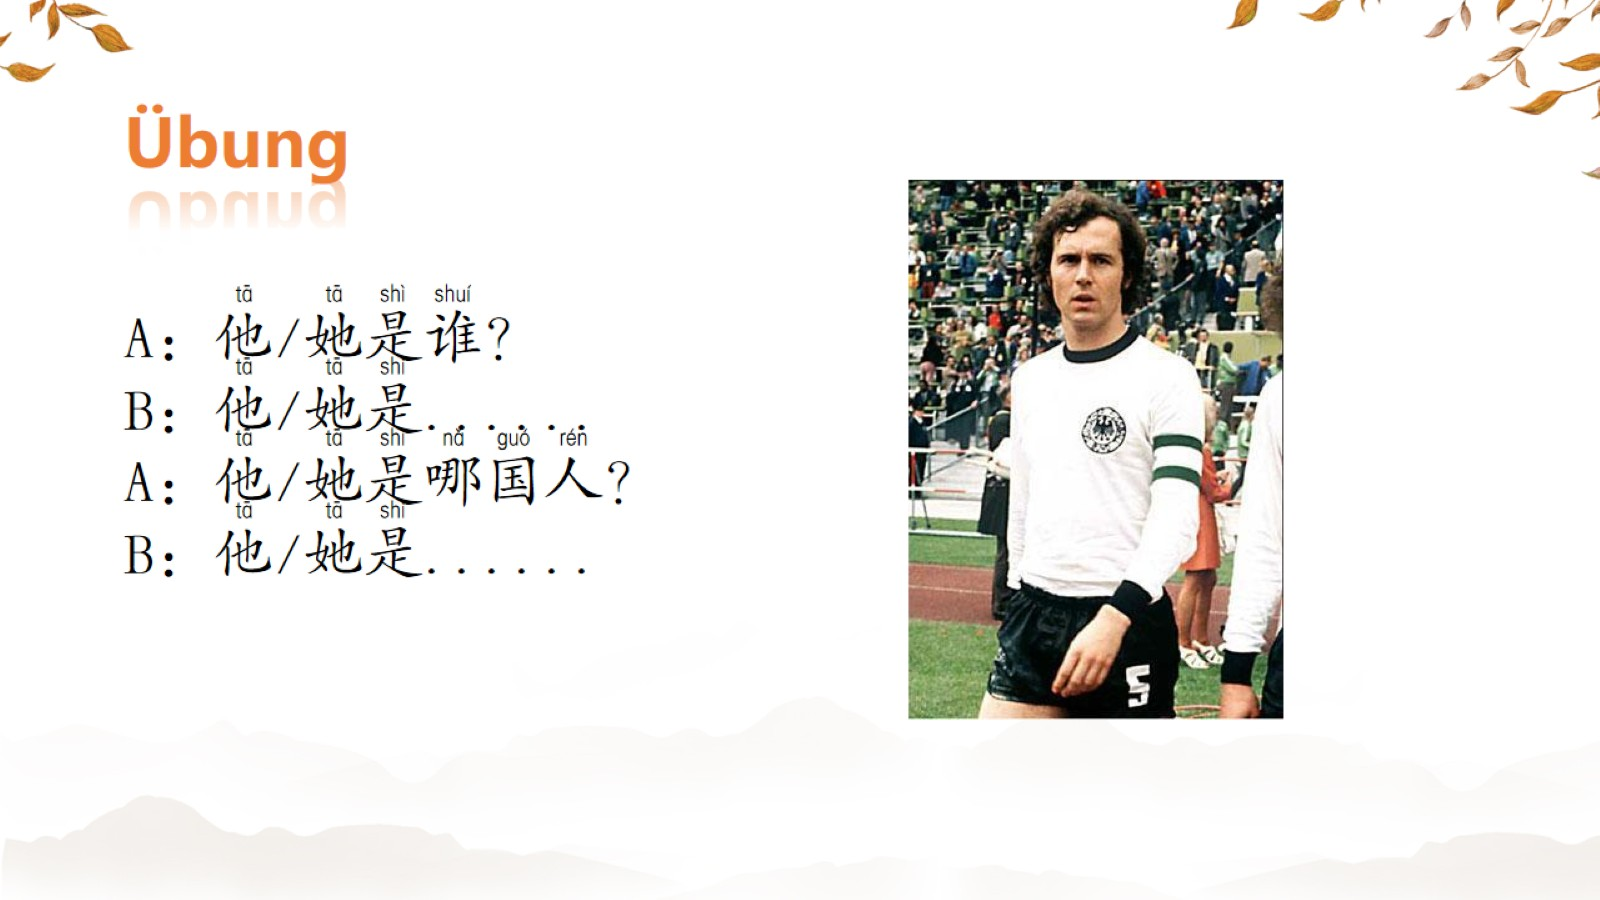 Übung
tā tā shì shuí
A：他/她是谁？
tā tā shì
B：他/她是......
tā tā shì nǎ guó rén
A：他/她是哪国人？
tā tā shì
B：他/她是......
5